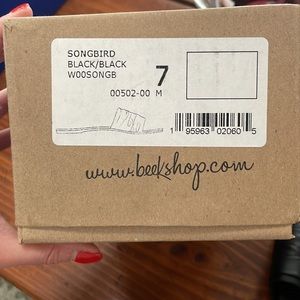 SONGBIRD
BLACK/BLACK
W00SONGB
7
00502-00 M
1 95963 02060 5
www.beekshop.com